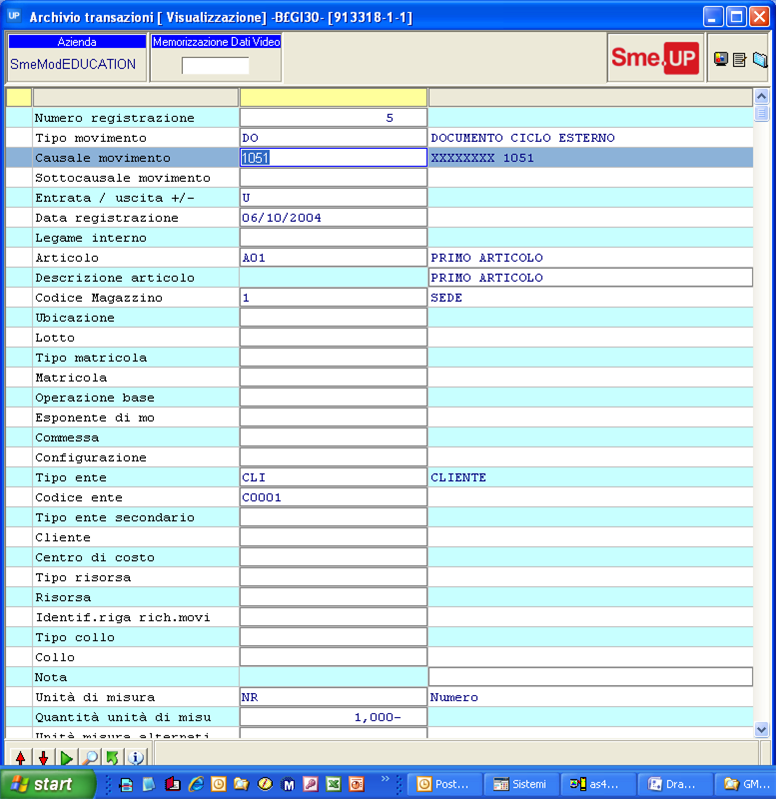 UP Archivio transazioni [ Visualizzazione] -B£GI30- [913318-1-1]
Azienda
SmeModEDUCATION
Memorizzazione Dati Video
Sme.UP
Numero registrazione 5
Tipo movimento DO DOCUMENTO CICLO ESTERNO
Causale movimento 1051 XXXXXXXX 1051
Sottocausale movimento
Entrata / uscita +/- U
Data registrazione 06/10/2004
Legame interno
Articolo A01 PRIMO ARTICOLO
Descrizione articolo PRIMO ARTICOLO
Codice Magazzino 1 SEDE
Ubicazione
Lotto
Tipo matricola
Matricola
Operazione base
Esponente di mo
Commessa
Configurazione
Tipo ente CLI CLIENTE
Codice ente C0001
Tipo ente secondario
Cliente
Centro di costo
Tipo risorsa
Risorsa
Identif.riga rich.movi
Tipo collo
Collo
Nota
Unità di misura NR Numero
Quantità unità di misu 1,000-
Unità misura alternati
start Post... Sistemi as4... Dra... GM...